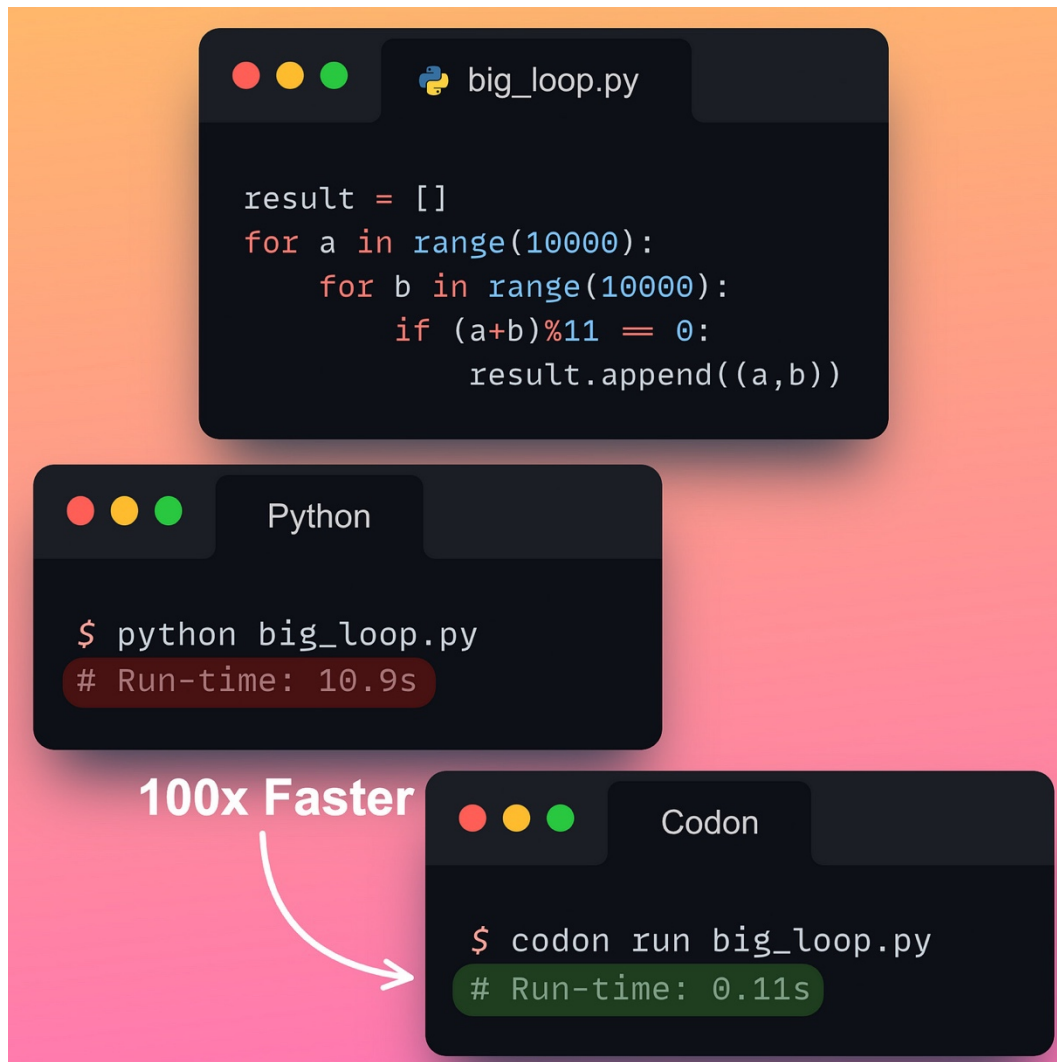 big_loop.py
result = []
for a in range(10000):
for b in range(10000):
if (a+b)%11 == 0:
result.append((a,b))
Python
$ python big_loop.py
# Run-time: 10.9s
100x Faster
Codon
$ codon run big_loop.py
# Run-time: 0.11s